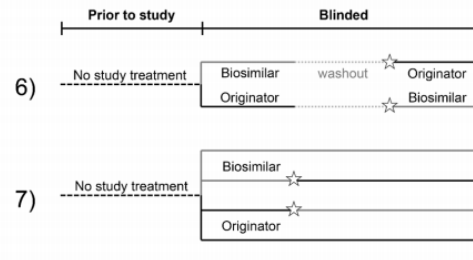 Prior to study Blinded
6)
No study treatment
Biosimilar washout Originator
Originator Biosimilar
7)
No study treatment
Biosimilar
Originator